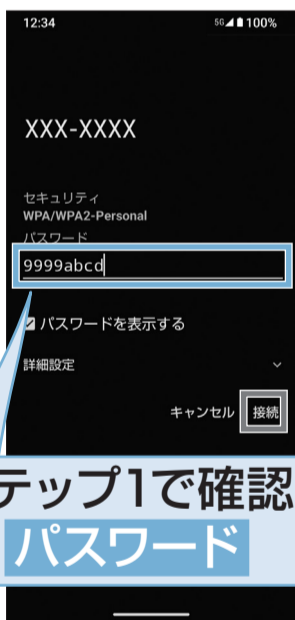 12:34 5G 100%
XXX-XXXX
セキュリティ
WPA/WPA2-Personal
パスワード
9999abcd
パスワードを表示する
詳細設定
キャンセル 接続
テップ1で確認
パスワード